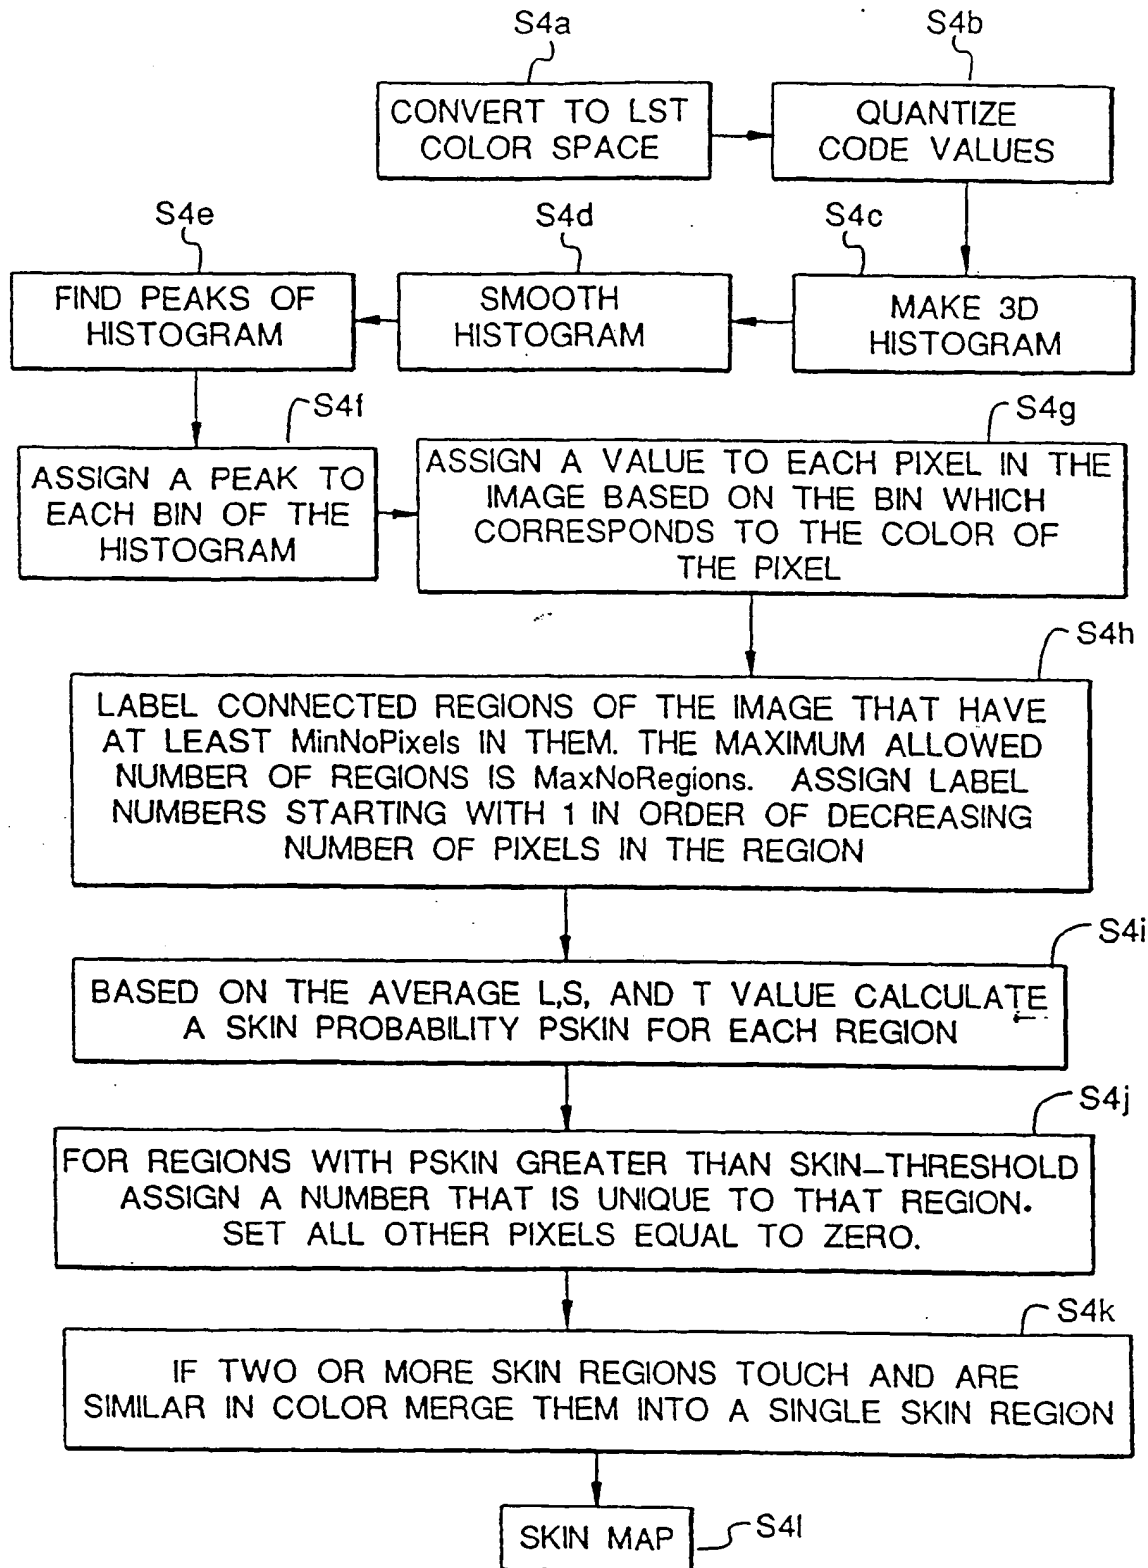 S4a
CONVERT TO LST
COLOR SPACE
S4b
QUANTIZE
CODE VALUES
S4c
MAKE 3D
HISTOGRAM
S4d
SMOOTH
HISTOGRAM
S4e
FIND PEAKS OF
HISTOGRAM
S4f
ASSIGN A PEAK TO
EACH BIN OF THE
HISTOGRAM
S4g
ASSIGN A VALUE TO EACH PIXEL IN THE
IMAGE BASED ON THE BIN WHICH
CORRESPONDS TO THE COLOR OF
THE PIXEL
S4h
LABEL CONNECTED REGIONS OF THE IMAGE THAT HAVE
AT LEAST MinNoPixels IN THEM. THE MAXIMUM ALLOWED
NUMBER OF REGIONS IS MaxNoRegions. ASSIGN LABEL
NUMBERS STARTING WITH 1 IN ORDER OF DECREASING
NUMBER OF PIXELS IN THE REGION
S4i
BASED ON THE AVERAGE L,S, AND T VALUE CALCULATE
A SKIN PROBABILITY PSKIN FOR EACH REGION
S4j
FOR REGIONS WITH PSKIN GREATER THAN SKIN–THRESHOLD
ASSIGN A NUMBER THAT IS UNIQUE TO THAT REGION.
SET ALL OTHER PIXELS EQUAL TO ZERO.
S4k
IF TWO OR MORE SKIN REGIONS TOUCH AND ARE
SIMILAR IN COLOR MERGE THEM INTO A SINGLE SKIN REGION
SKIN MAP
S4l